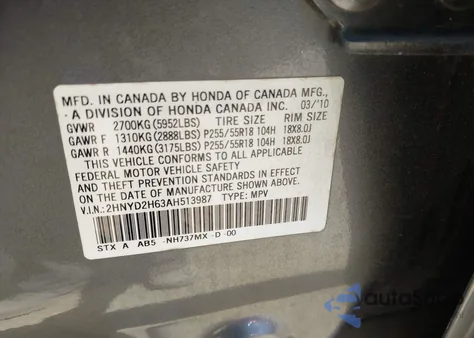 MFD. IN CANADA BY HONDA OF CANADA MFG.,
A DIVISION OF HONDA CANADA INC. 03/'10
GVWR 2700KG(5952LBS) TIRE SIZE RIM SIZE
GAWR F 1310KG(2888LBS) P255/55R18 104H 18X8.0J
GAWR R 1440KG(3175LBS) P255/55R18 104H 18X8.0J
THIS VEHICLE CONFORMS TO ALL APPLICABLE
FEDERAL MOTOR VEHICLE SAFETY STANDARDS IN EFFECT ON
THE DATE OF MANUFACTURE SHOWN ABOVE.
V.I.N.:2HNYD2H63AH513987 TYPE: MPV
STX A AB5 -NH737MX -D -00